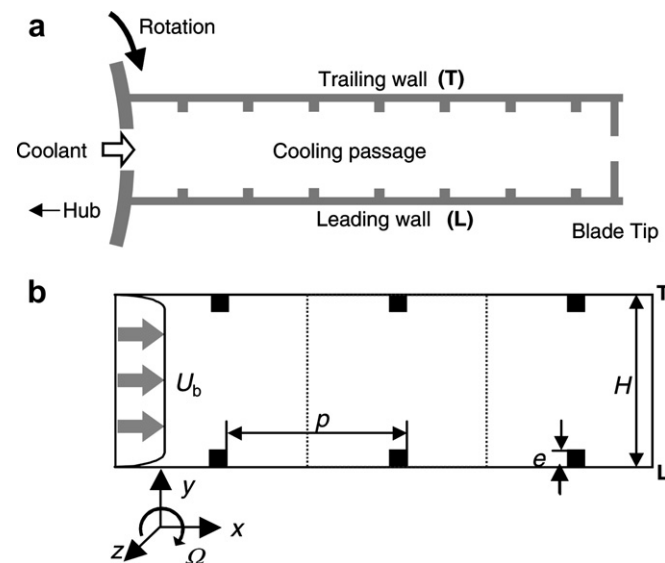 a
Rotation
Trailing wall (T)
Coolant
Cooling passage
Hub
Leading wall (L)
Blade Tip
b
T
U_b
H
p
e
L
y
x
z
Ω